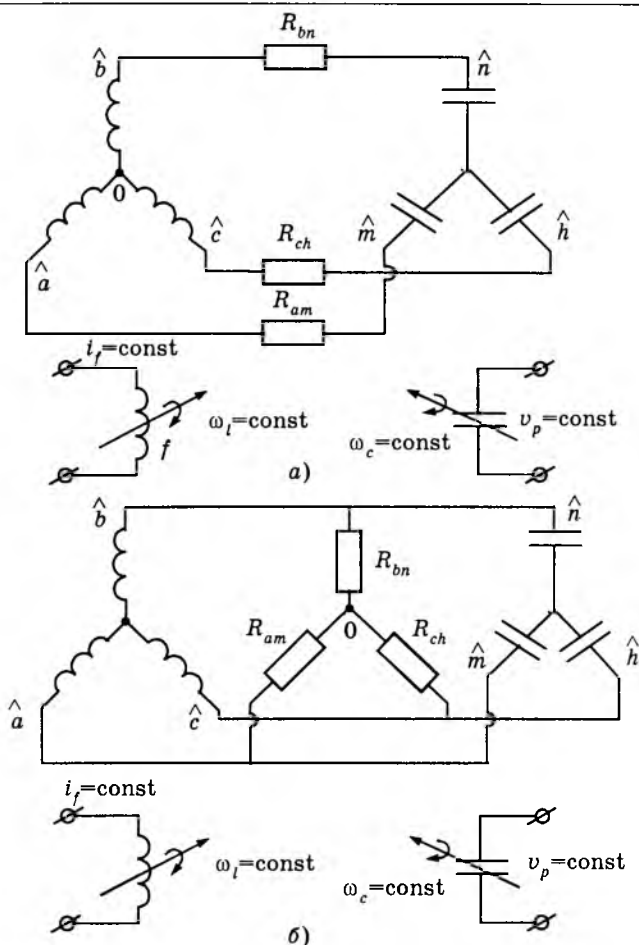 R_bn
b̂
n̂
0
ĉ
m̂
ĥ
R_ch
â
R_am
i_f=const
ω_l=const
f
ω_c=const
v_p=const
а)
b̂
n̂
R_bn
R_am
0
R_ch
m̂
ĥ
â
ĉ
i_f=const
ω_l=const
ω_c=const
v_p=const
б)